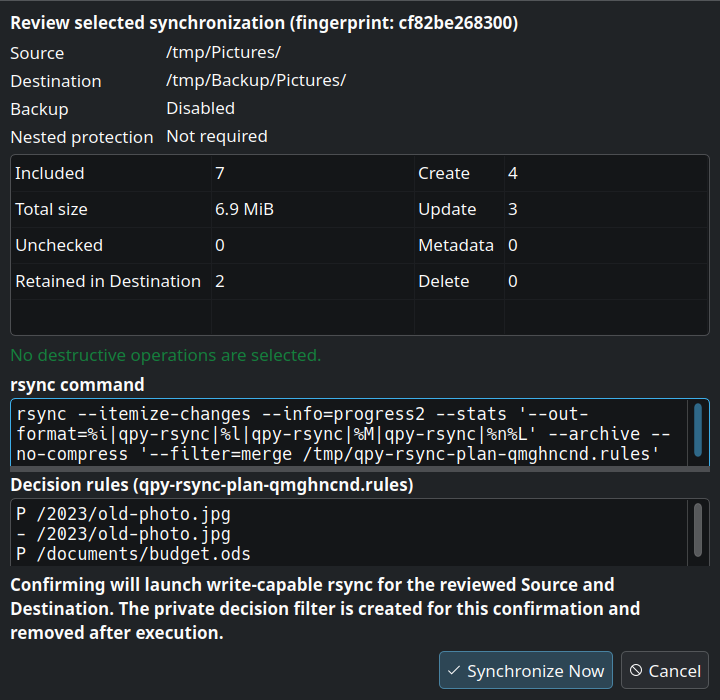 Review selected synchronization (fingerprint: cf82be268300)
Source /tmp/Pictures/
Destination /tmp/Backup/Pictures/
Backup Disabled
Nested protection Not required
Included 7 Create 4
Total size 6.9 MiB Update 3
Unchecked 0 Metadata 0
Retained in Destination 2 Delete 0
No destructive operations are selected.
rsync command
rsync --itemize-changes --info=progress2 --stats '--out-
format=%i|qpy-rsync|%l|qpy-rsync|%M|qpy-rsync|%n%L' --archive --
no-compress '--filter=merge /tmp/qpy-rsync-plan-qmghncnd.rules'
Decision rules (qpy-rsync-plan-qmghncnd.rules)
P /2023/old-photo.jpg
- /2023/old-photo.jpg
P /documents/budget.ods
Confirming will launch write-capable rsync for the reviewed Source and
Destination. The private decision filter is created for this confirmation and
removed after execution.
Synchronize Now Cancel